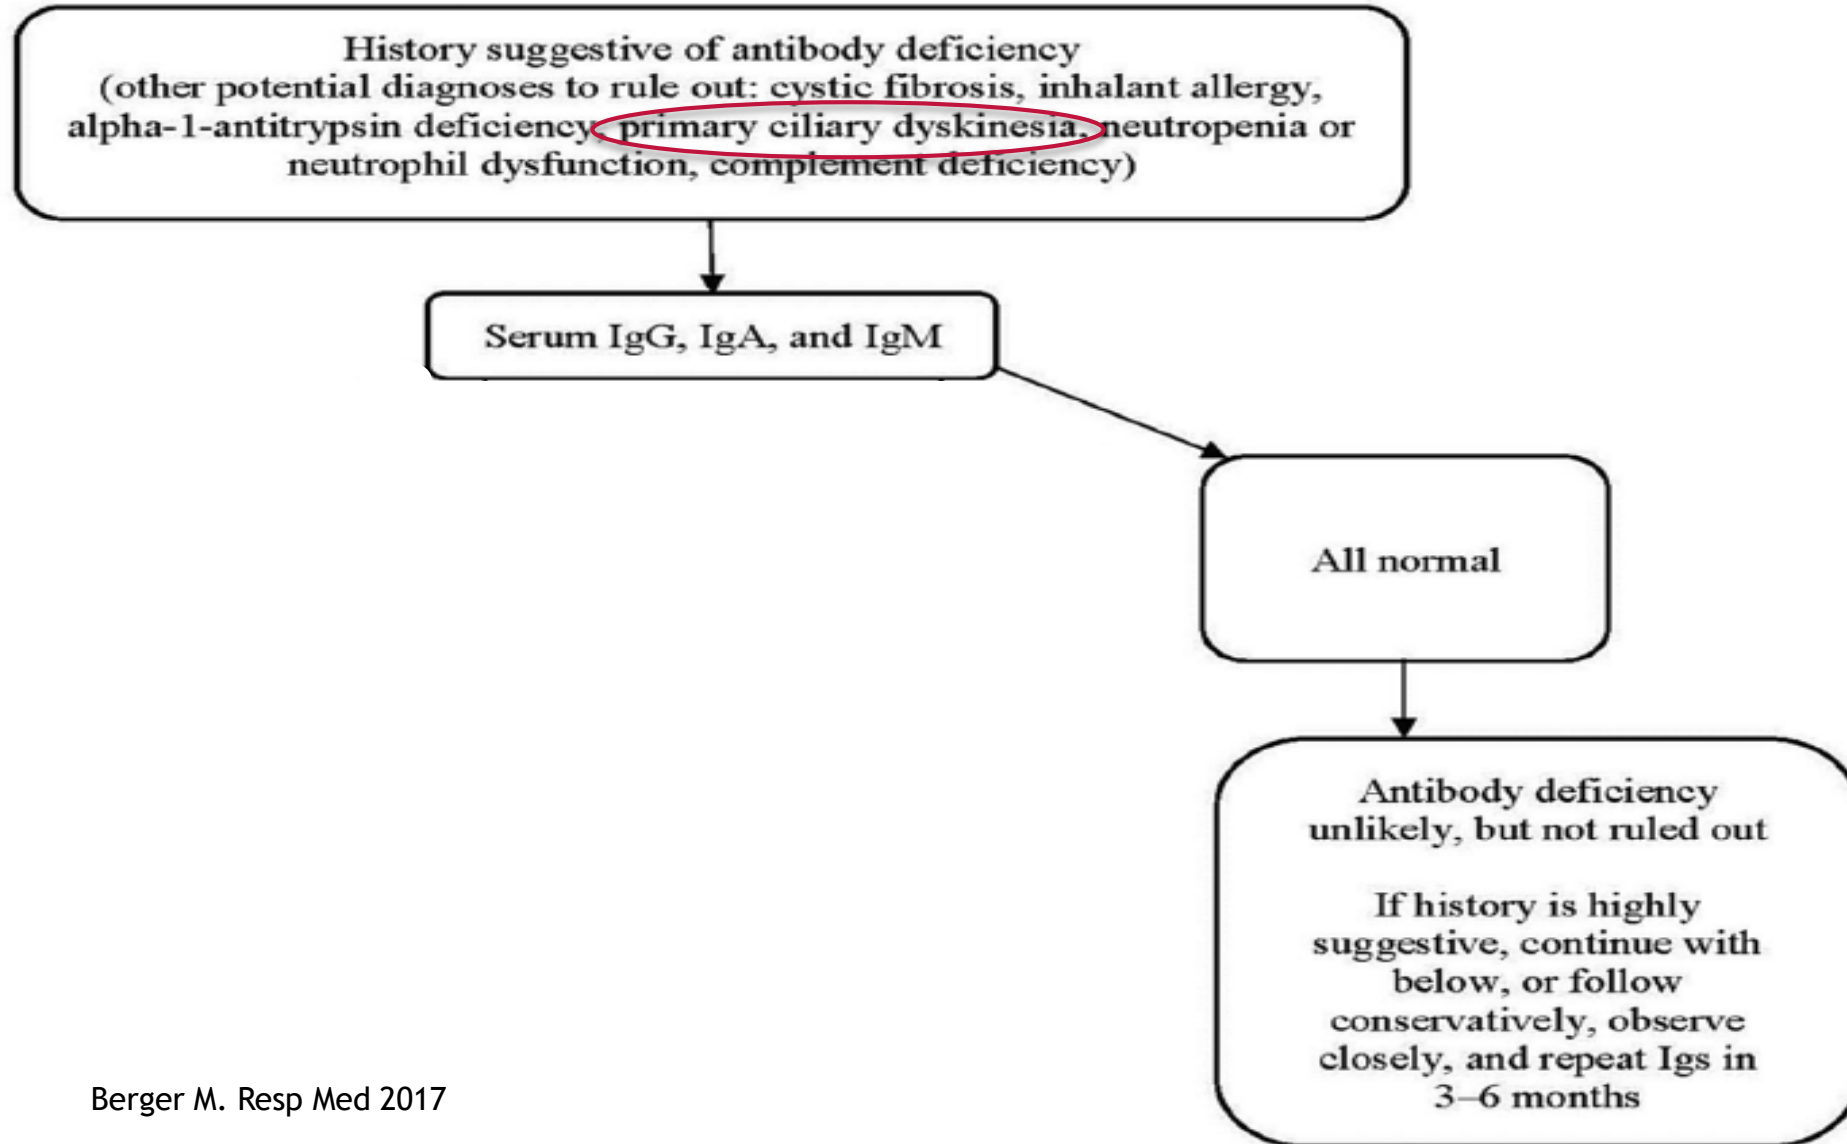 History suggestive of antibody deficiency
(other potential diagnoses to rule out: cystic fibrosis, inhalant allergy,
alpha-1-antitrypsin deficiency, primary ciliary dyskinesia, neutropenia or
neutrophil dysfunction, complement deficiency)
Serum IgG, IgA, and IgM
All normal
Antibody deficiency
unlikely, but not ruled out
If history is highly
suggestive, continue with
below, or follow
conservatively, observe
closely, and repeat Igs in
3–6 months
Berger M. Resp Med 2017